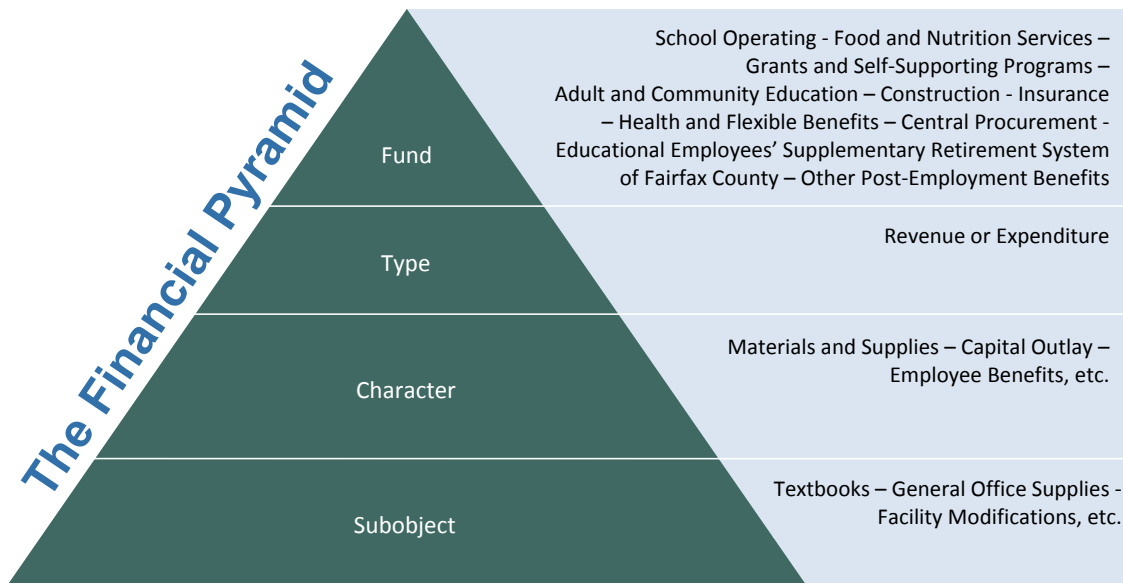 The Financial Pyramid
Fund
School Operating - Food and Nutrition Services –
Grants and Self-Supporting Programs –
Adult and Community Education – Construction - Insurance
– Health and Flexible Benefits – Central Procurement -
Educational Employees’ Supplementary Retirement System
of Fairfax County – Other Post-Employment Benefits
Type
Revenue or Expenditure
Character
Materials and Supplies – Capital Outlay –
Employee Benefits, etc.
Subobject
Textbooks – General Office Supplies -
Facility Modifications, etc.